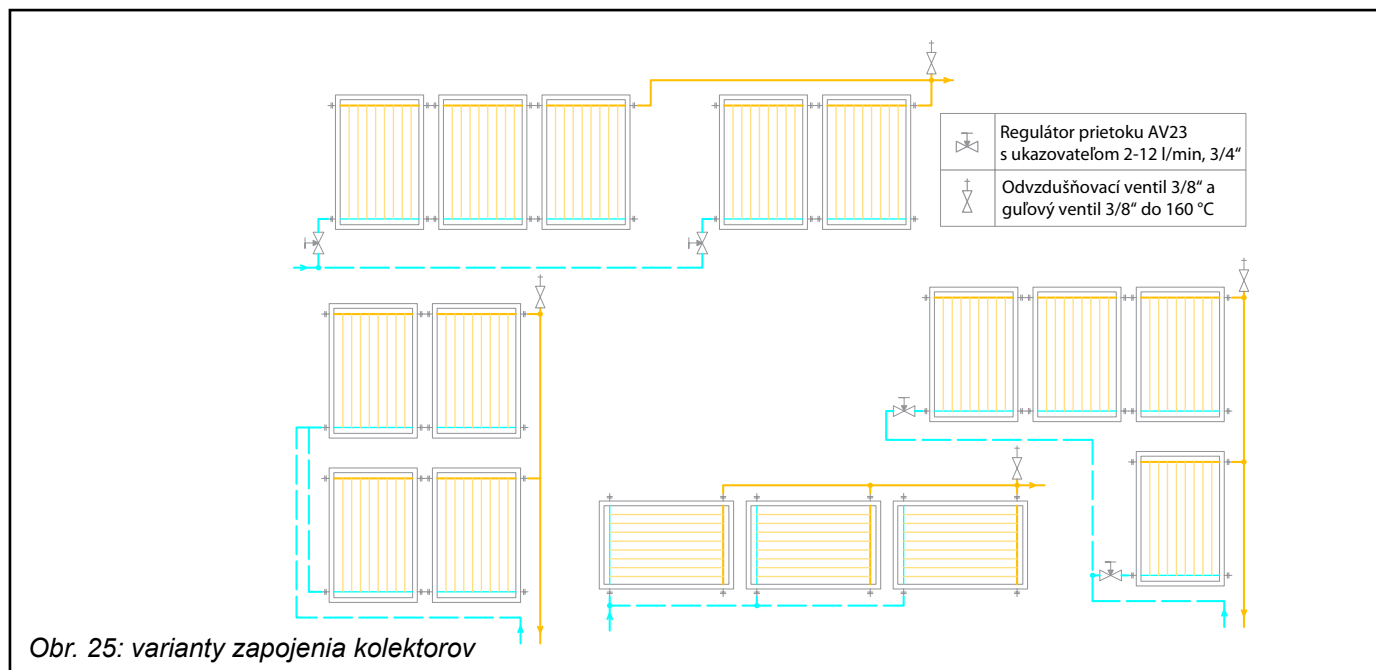 Regulátor prietoku AV23
s ukazovateľom 2-12 l/min, 3/4“
Odvzdušňovací ventil 3/8“ a
guľový ventil 3/8“ do 160 °C
Obr. 25: varianty zapojenia kolektorov